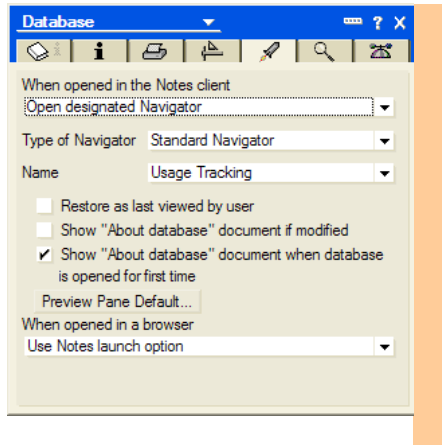 Database
? X
i i
When opened in the Notes client
Open designated Navigator
Type of Navigator Standard Navigator
Name Usage Tracking
Restore as last viewed by user
Show "About database" document if modified
Show "About database" document when database
is opened for first time
Preview Pane Default...
When opened in a browser
Use Notes launch option